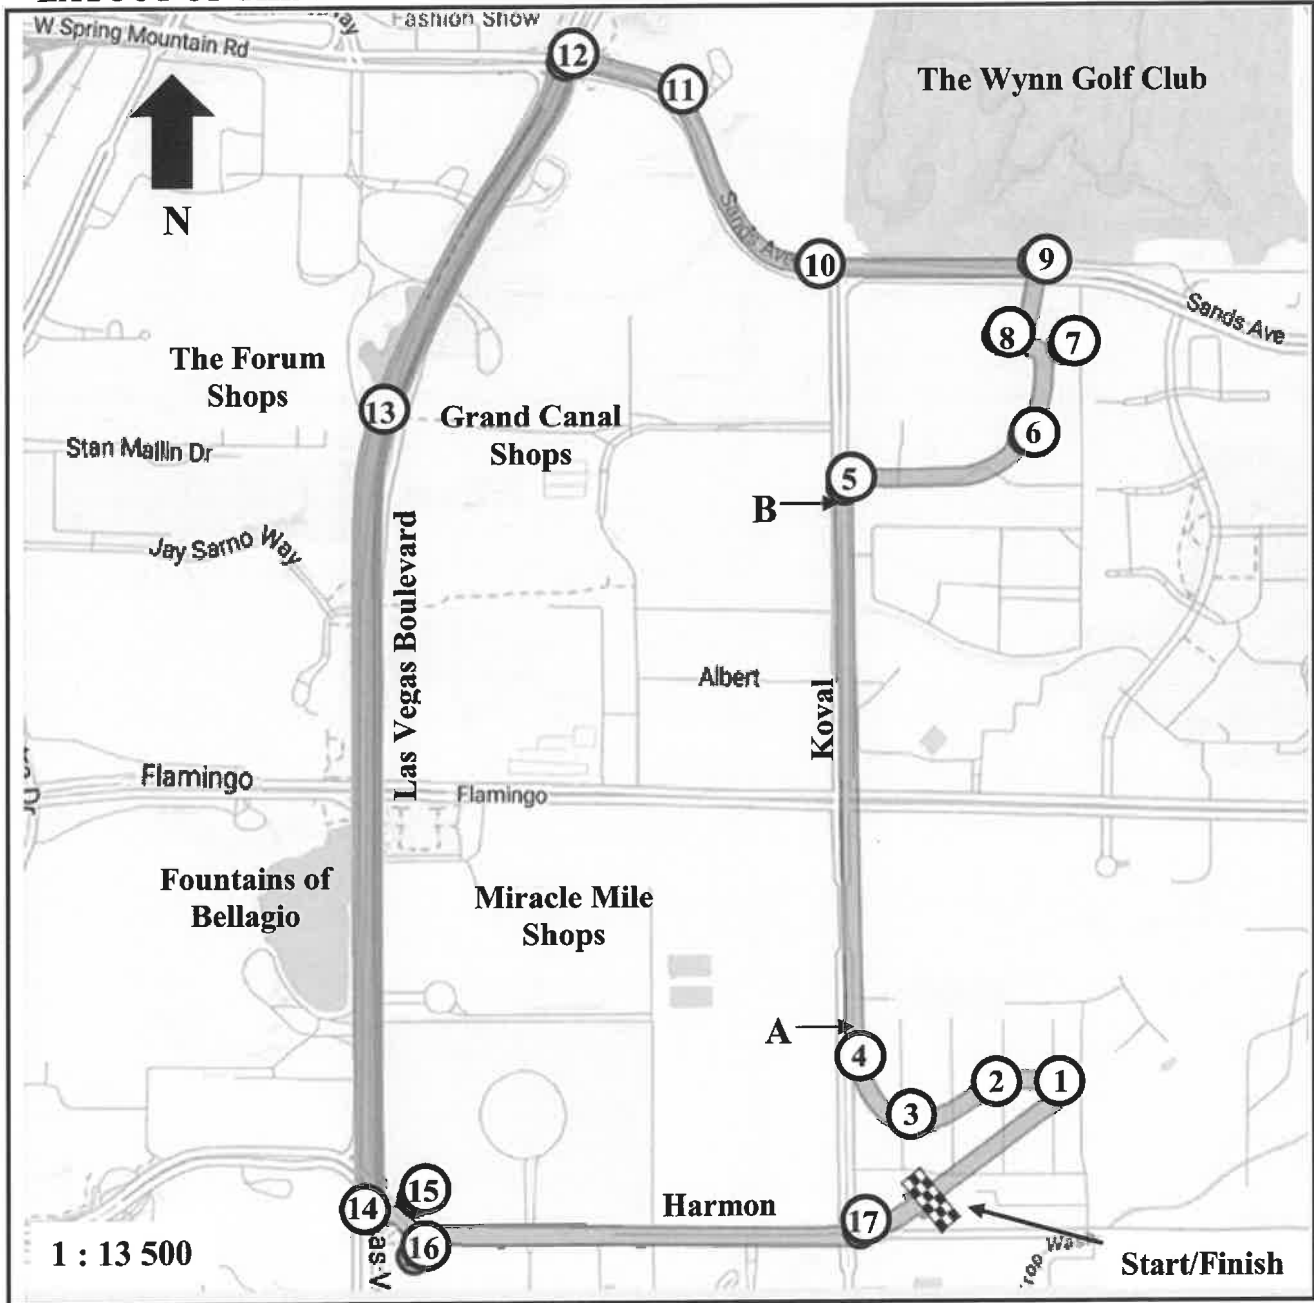 Fashion Show
W Spring Mountain Rd
12
11
The Wynn Golf Club
N
Sands Ave
10
9
Sands Ave
8
7
The Forum
Shops
13
Grand Canal
Shops
6
Stan Mallin Dr
5
B
Jay Sarno Way
Las Vegas Boulevard
Albert
Koval
Flamingo
Flamingo
Fountains of
Bellagio
Miracle Mile
Shops
A
4
2
1
3
15
14
Harmon
17
16
1 : 13 500
Start/Finish